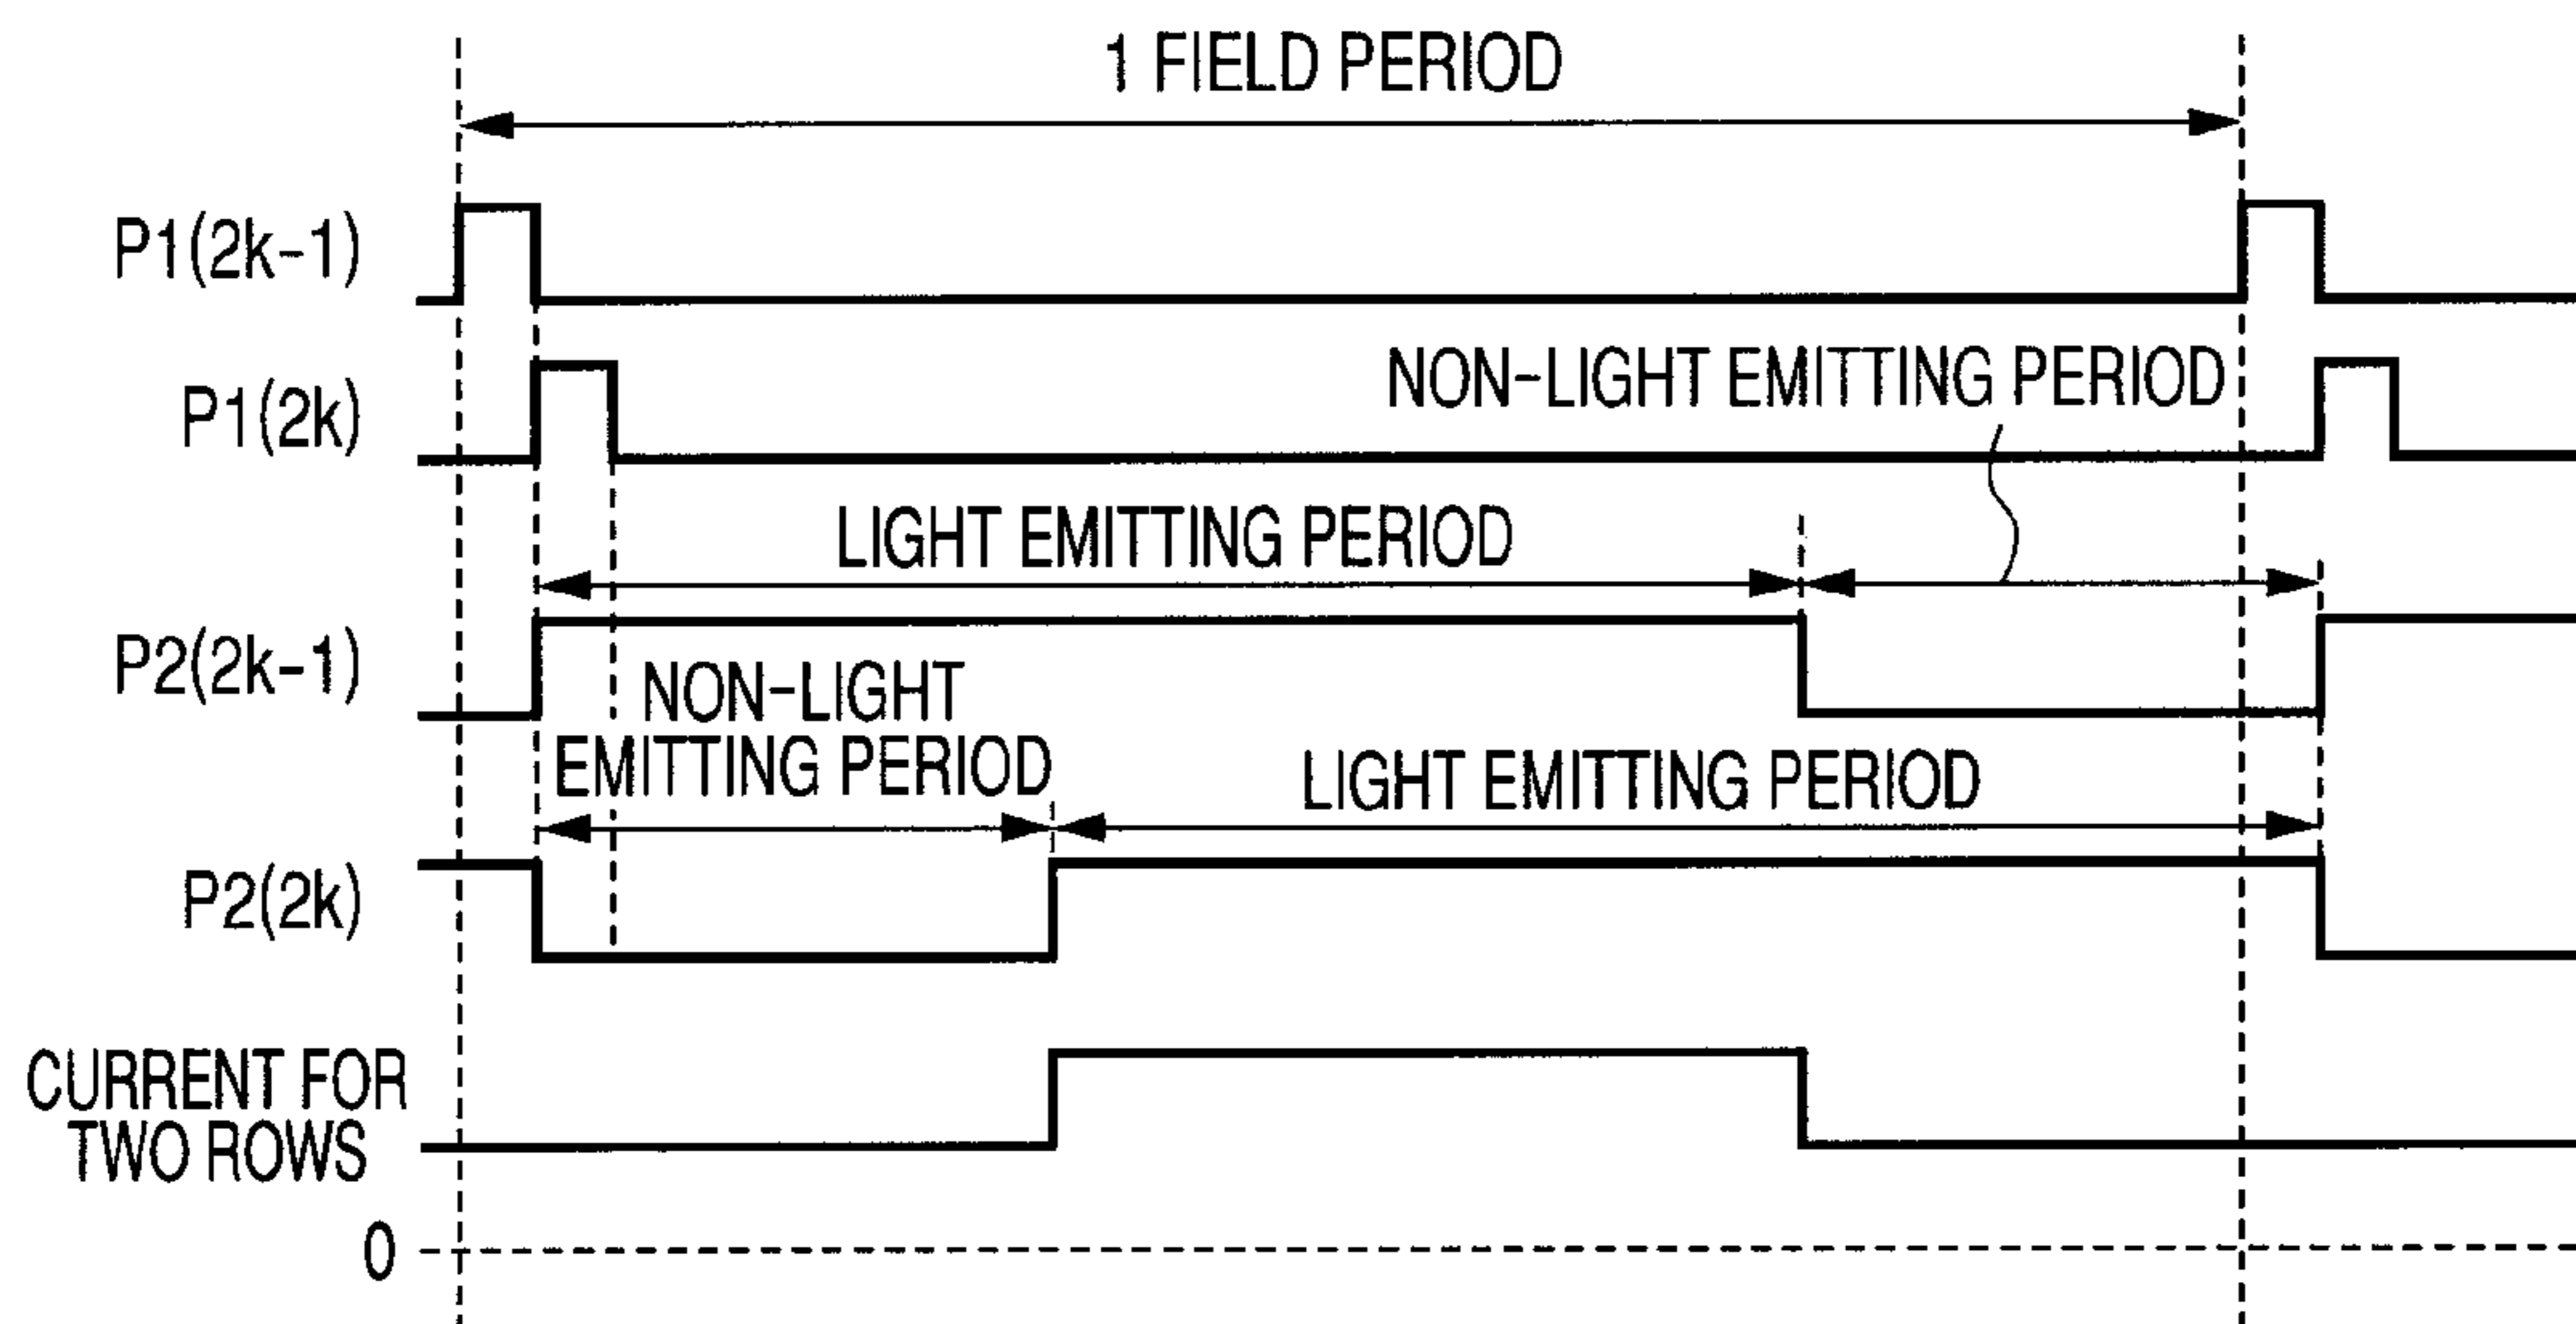 1 FIELD PERIOD
P1(2k-1)
NON-LIGHT EMITTING PERIOD
P1(2k)
LIGHT EMITTING PERIOD
P2(2k-1)
NON-LIGHT
EMITTING PERIOD
LIGHT EMITTING PERIOD
P2(2k)
CURRENT FOR
TWO ROWS
0